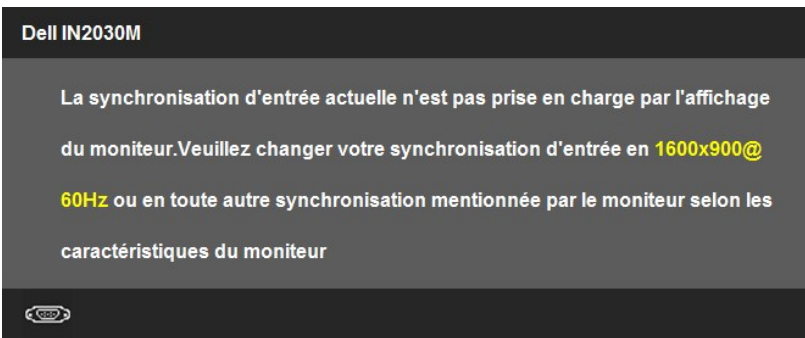 Dell IN2030M
La synchronisation d'entrée actuelle n'est pas prise en charge par l'affichage
du moniteur.Veuillez changer votre synchronisation d'entrée en 1600x900@
60Hz ou en toute autre synchronisation mentionnée par le moniteur selon les
caractéristiques du moniteur